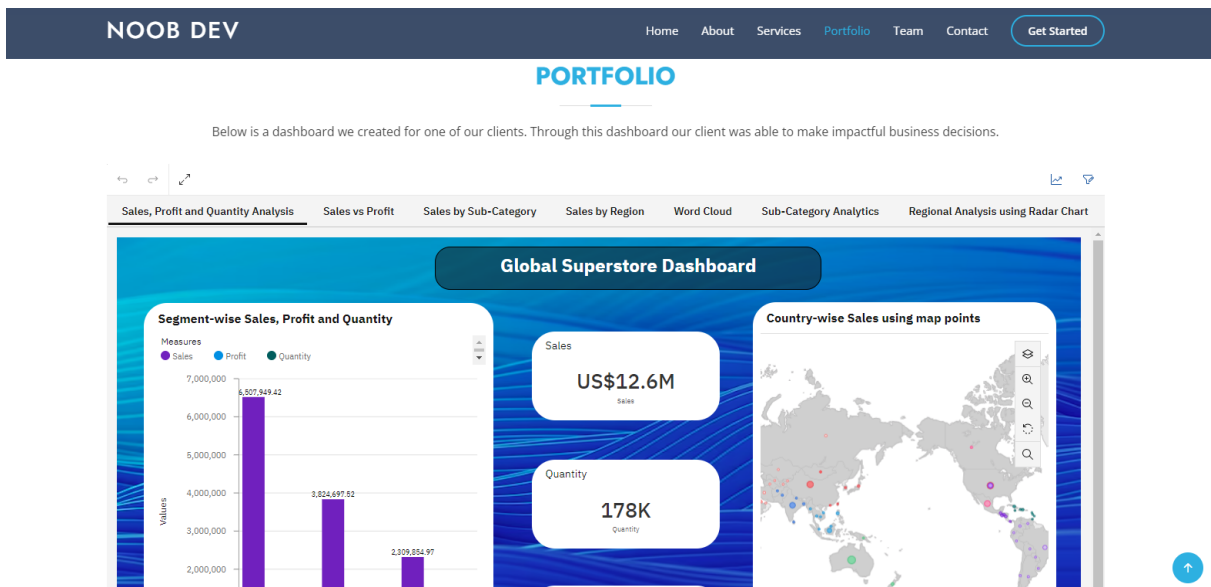 NOOB DEV
Home About Services Portfolio Team Contact Get Started
PORTFOLIO
Below is a dashboard we created for one of our clients. Through this dashboard our client was able to make impactful business decisions.
Sales, Profit and Quantity Analysis Sales vs Profit Sales by Sub-Category Sales by Region Word Cloud Sub-Category Analytics Regional Analysis using Radar Chart
Global Superstore Dashboard
Segment-wise Sales, Profit and Quantity
Measures
Sales Profit Quantity
7,000,000
6,507,949.42
6,000,000
5,000,000
4,000,000
3,824,697.52
3,000,000
2,309,854.97
2,000,000
Values
Sales
US$12.6M
Sales
Quantity
178K
Quantity
Country-wise Sales using map points